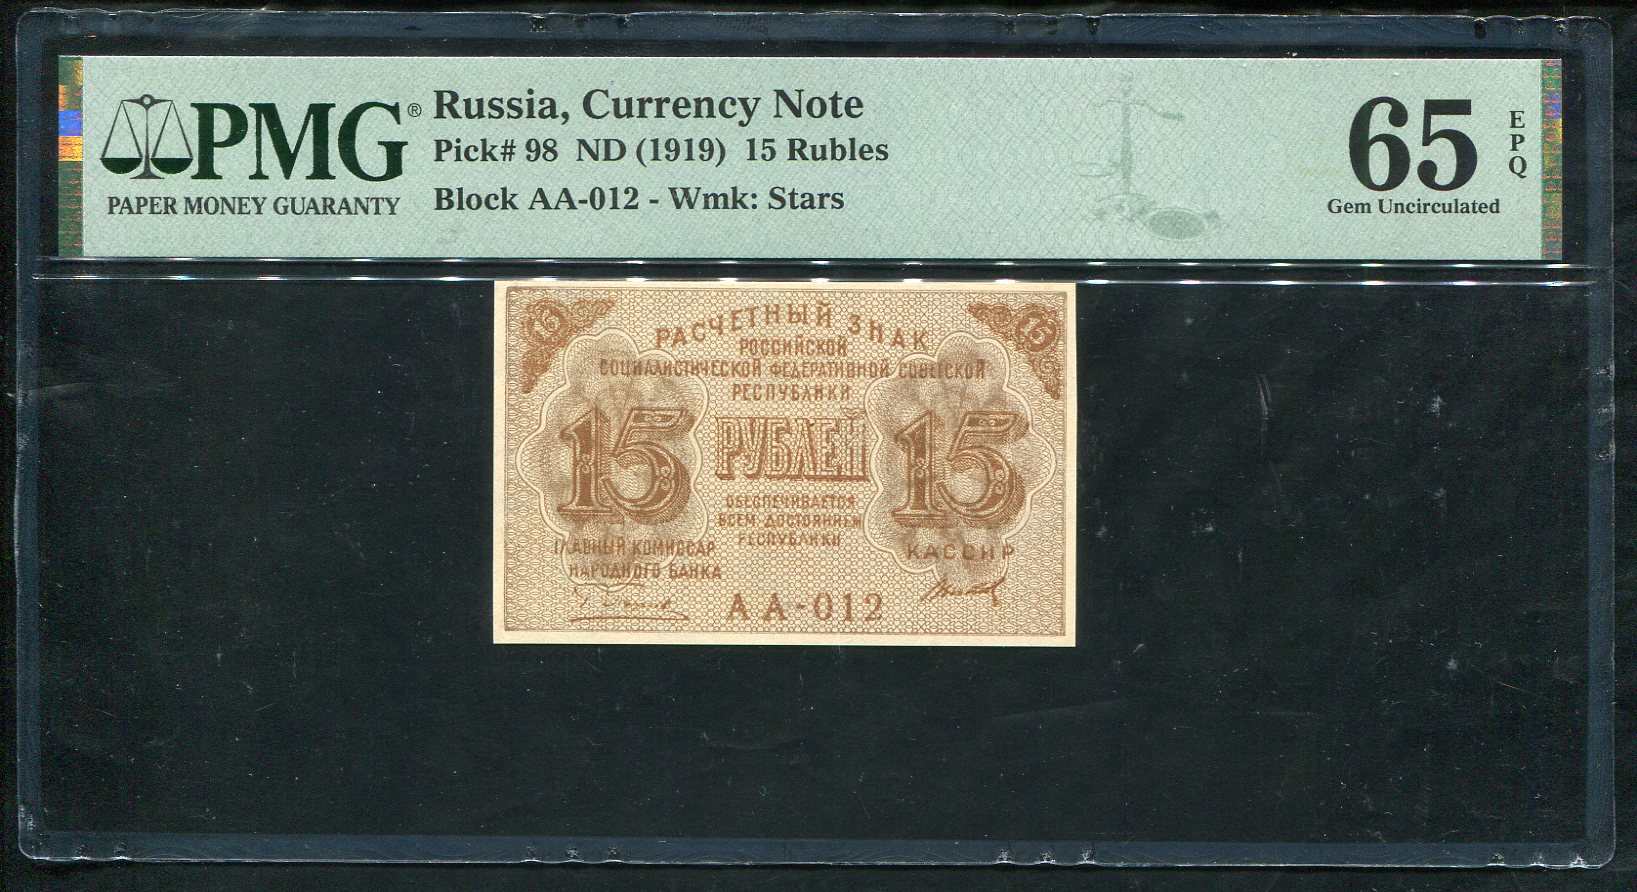 PMG®
PAPER MONEY GUARANTY
Russia, Currency Note
Pick# 98 ND (1919) 15 Rubles
Block AA-012 - Wmk: Stars
65
EPQ
Gem Uncirculated
15
15
РАСЧЕТНЫЙ ЗНАК
РОССИЙСКОЙ
СОЦИАЛИСТИЧЕСКОЙ ФЕДЕРАТИВНОЙ СОВЕТСКОЙ
РЕСПУБЛИКИ
15 РУБЛЕЙ 15
ОБЕСПЕЧИВАЕТСЯ
ВСЕМ ДОСТОЯНИЕМ
РЕСПУБЛИКИ
ГЛАВНЫЙ КОМИССАР
НАРОДНОГО БАНКА
КАССИР
АА-012